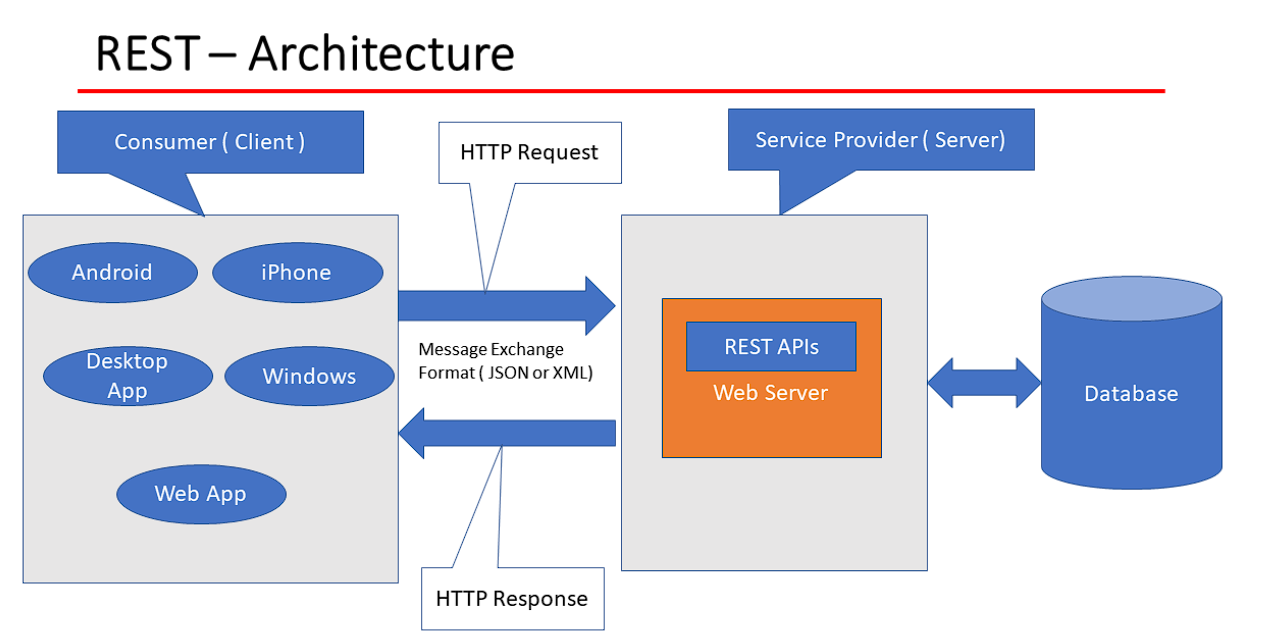 REST – Architecture
Consumer ( Client )
HTTP Request
Service Provider ( Server)
Android
iPhone
Desktop
App
Windows
Web App
Message Exchange
Format ( JSON or XML)
REST APIs
Web Server
Database
HTTP Response